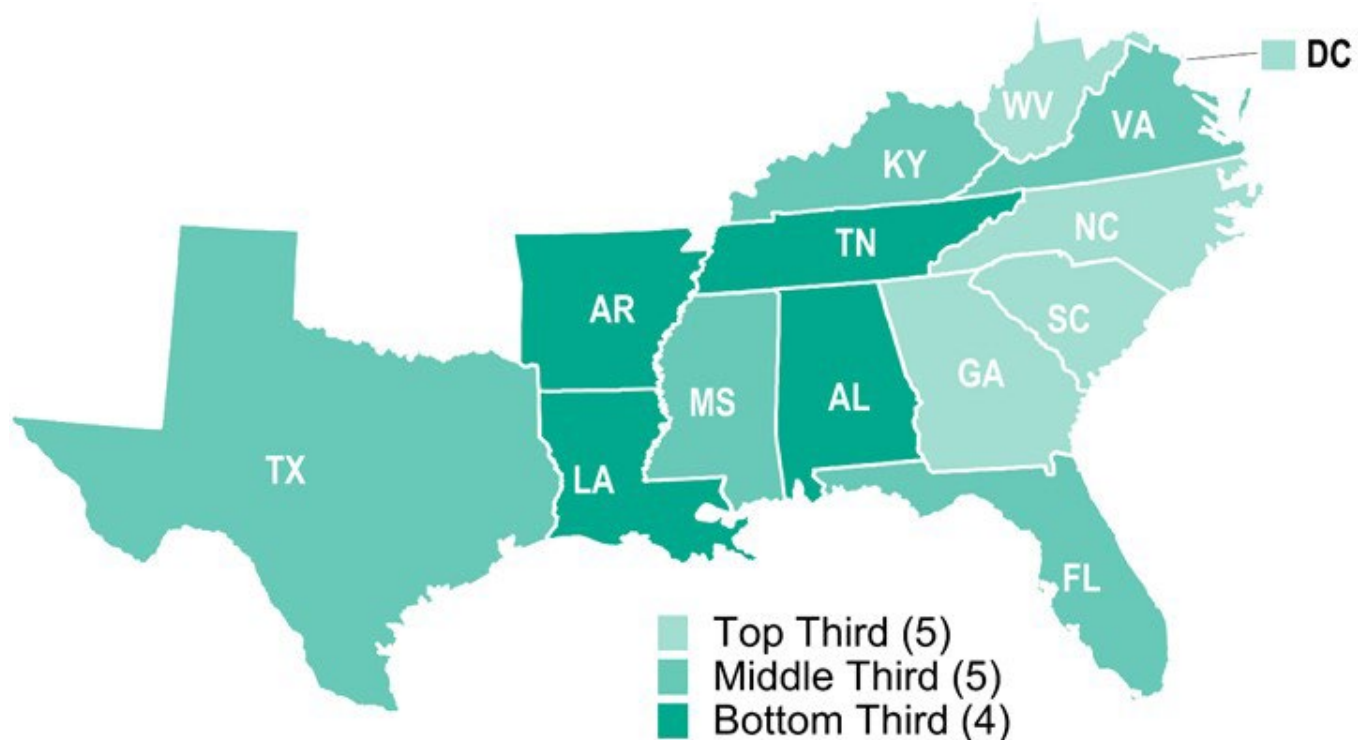 DC
WV
VA
KY
NC
TN
AR
SC
GA
MS
AL
TX
LA
FL
Top Third (5)
Middle Third (5)
Bottom Third (4)